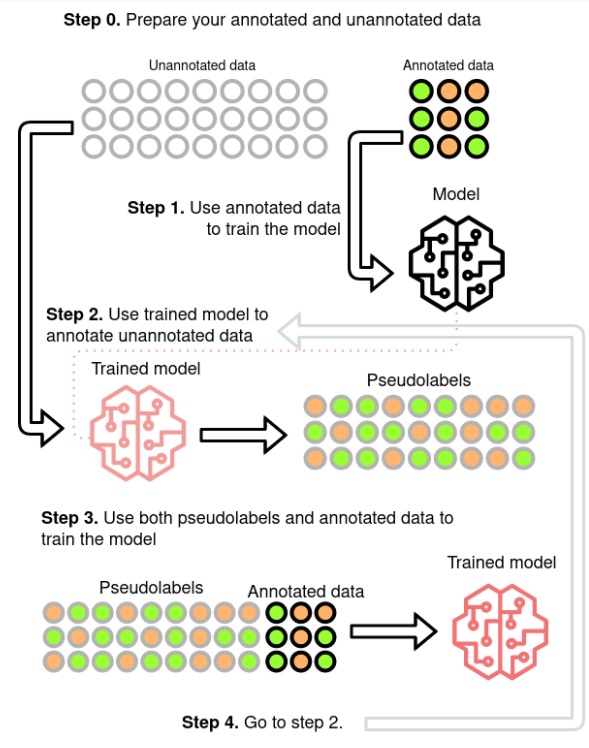 Step 0. Prepare your annotated and unannotated data
Unannotated data
Annotated data
Step 1. Use annotated data
to train the model
Model
Step 2. Use trained model to
annotate unannotated data
Trained model
Pseudolabels
Step 3. Use both pseudolabels and annotated data to
train the model
Trained model
Pseudolabels
Annotated data
Step 4. Go to step 2.